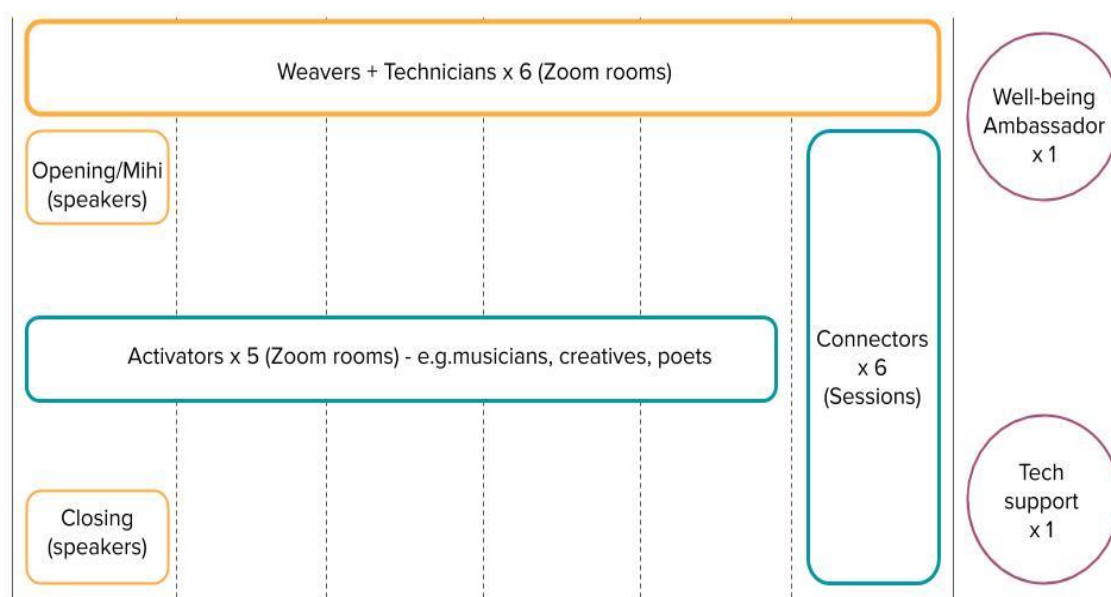 Weavers + Technicians x 6 (Zoom rooms)
Well-being
Ambassador
x 1
Opening/Mihi
(speakers)
Activators x 5 (Zoom rooms) - e.g.musicians, creatives, poets
Connectors
x 6
(Sessions)
Closing
(speakers)
Tech
support
x 1